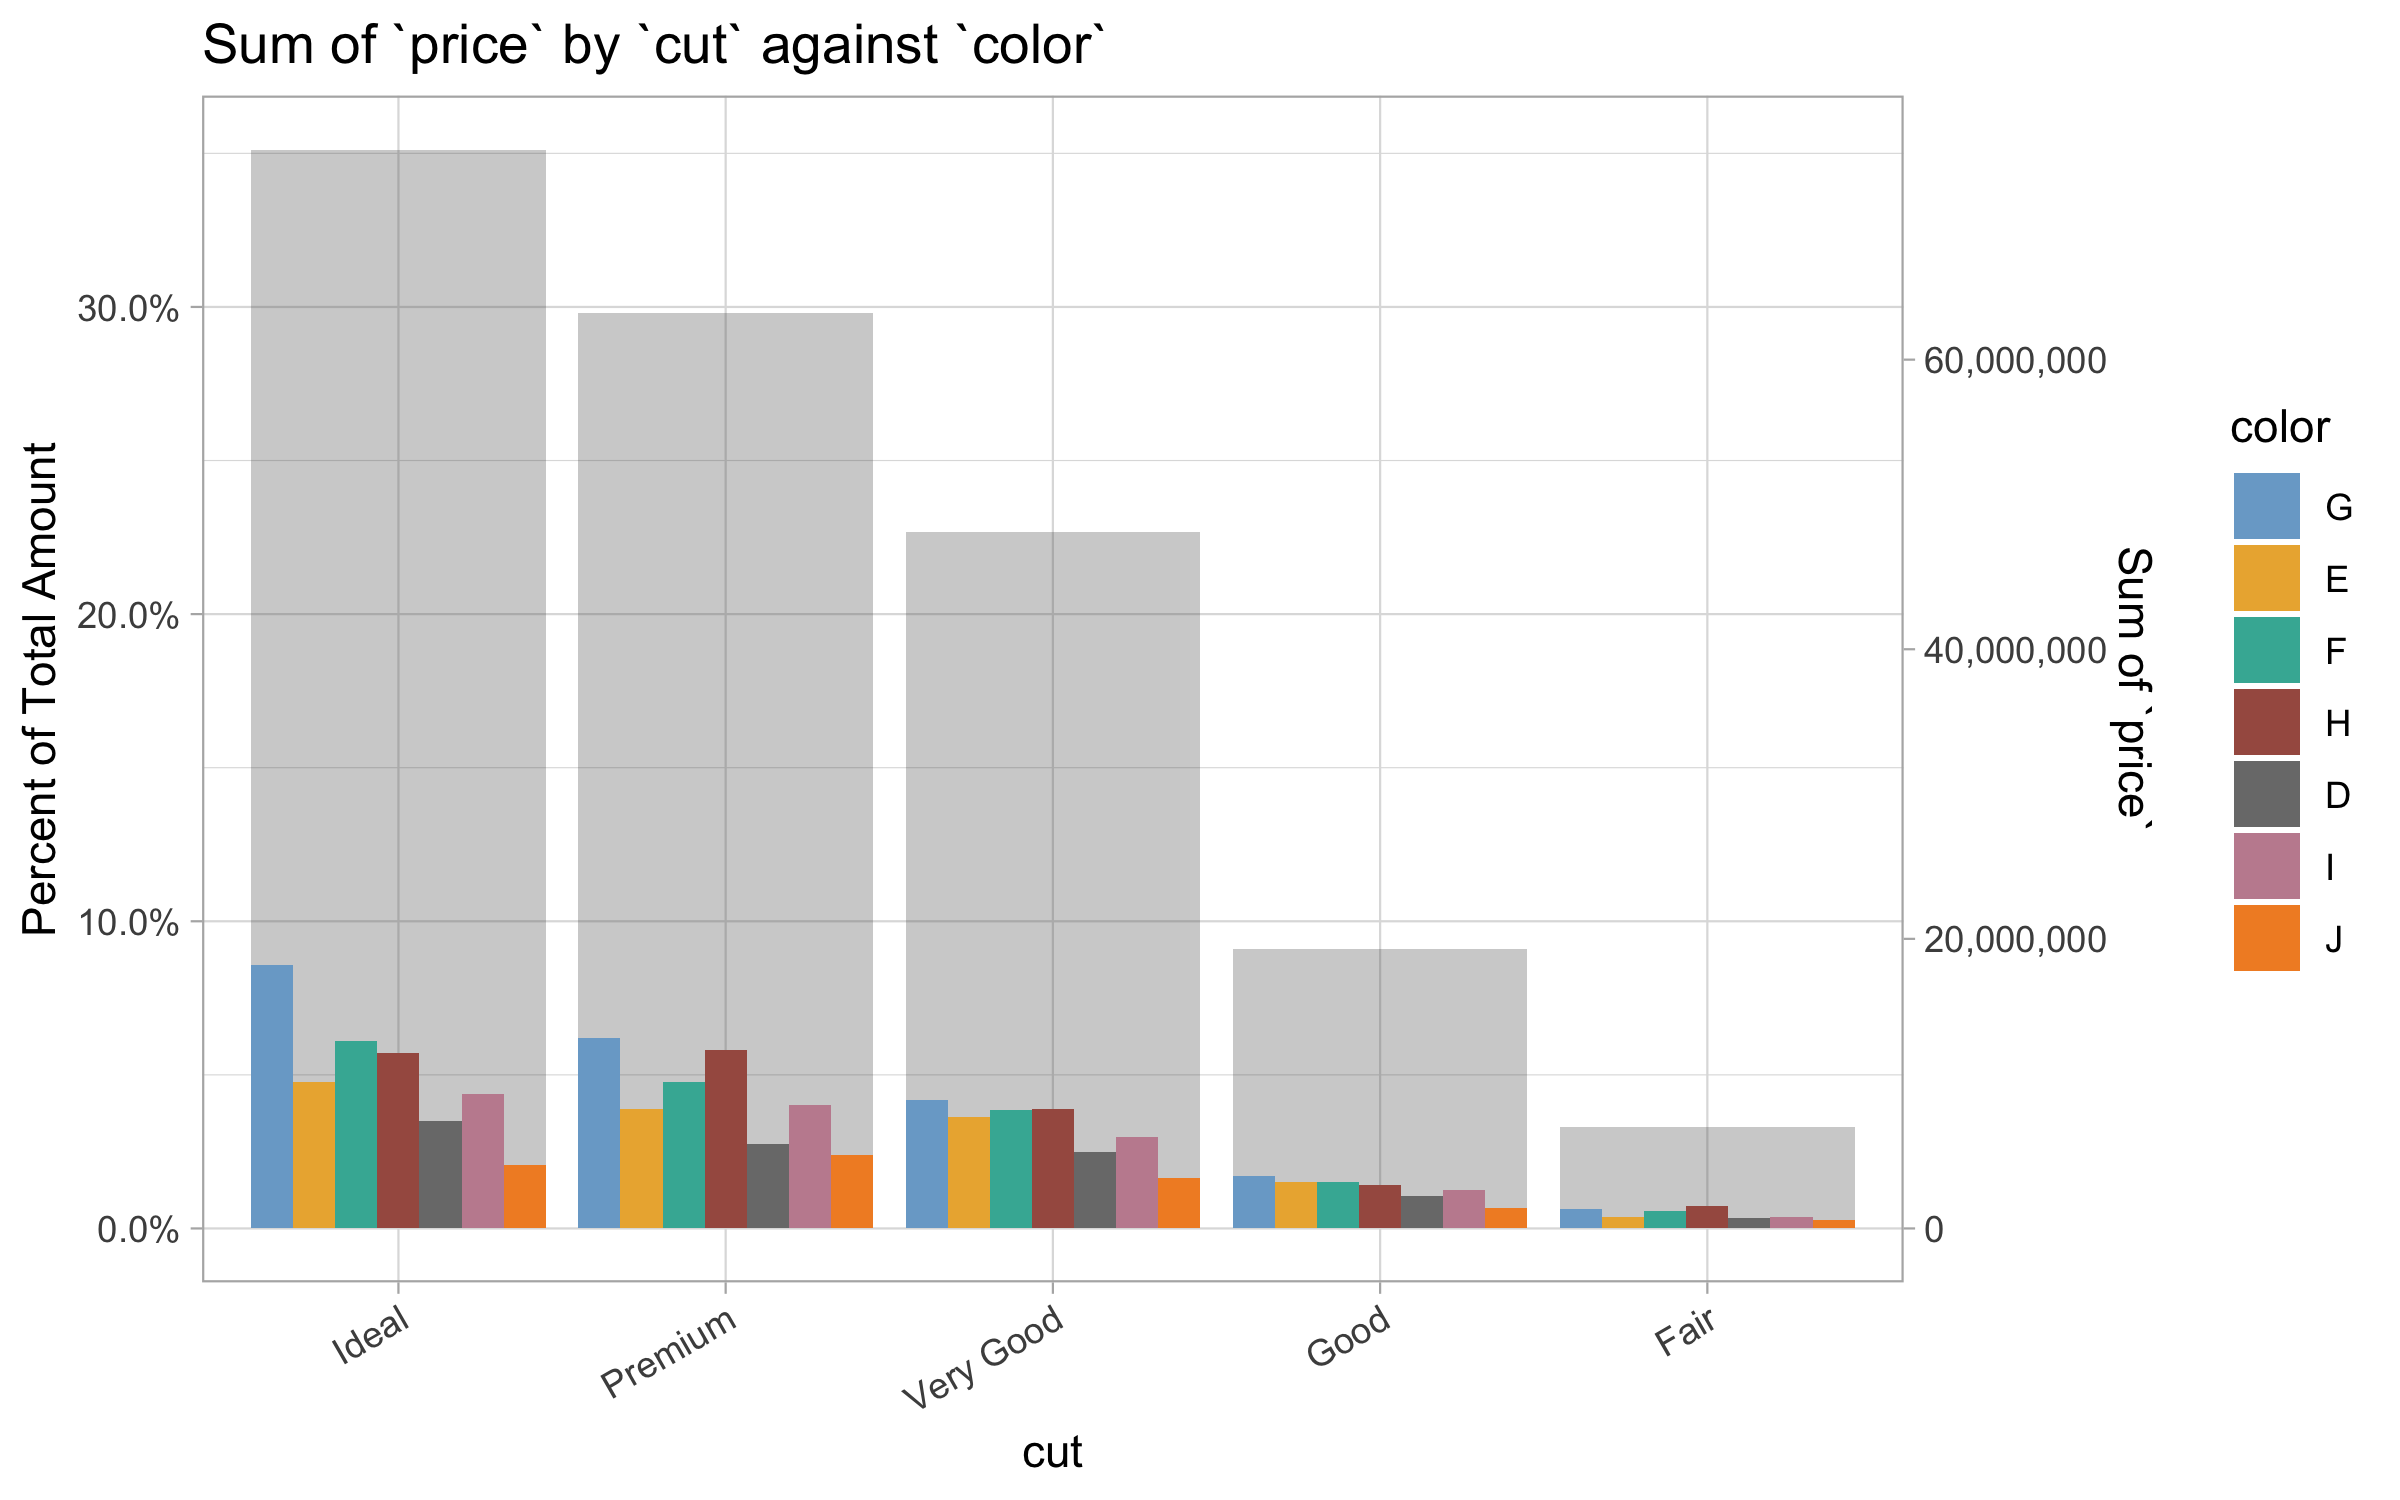 Sum of `price` by `cut` against `color`
Percent of Total Amount
30.0%
20.0%
10.0%
0.0%
60,000,000
40,000,000
20,000,000
0
Sum of `price`
Ideal
Premium
Very Good
Good
Fair
cut
color
G
E
F
H
D
I
J